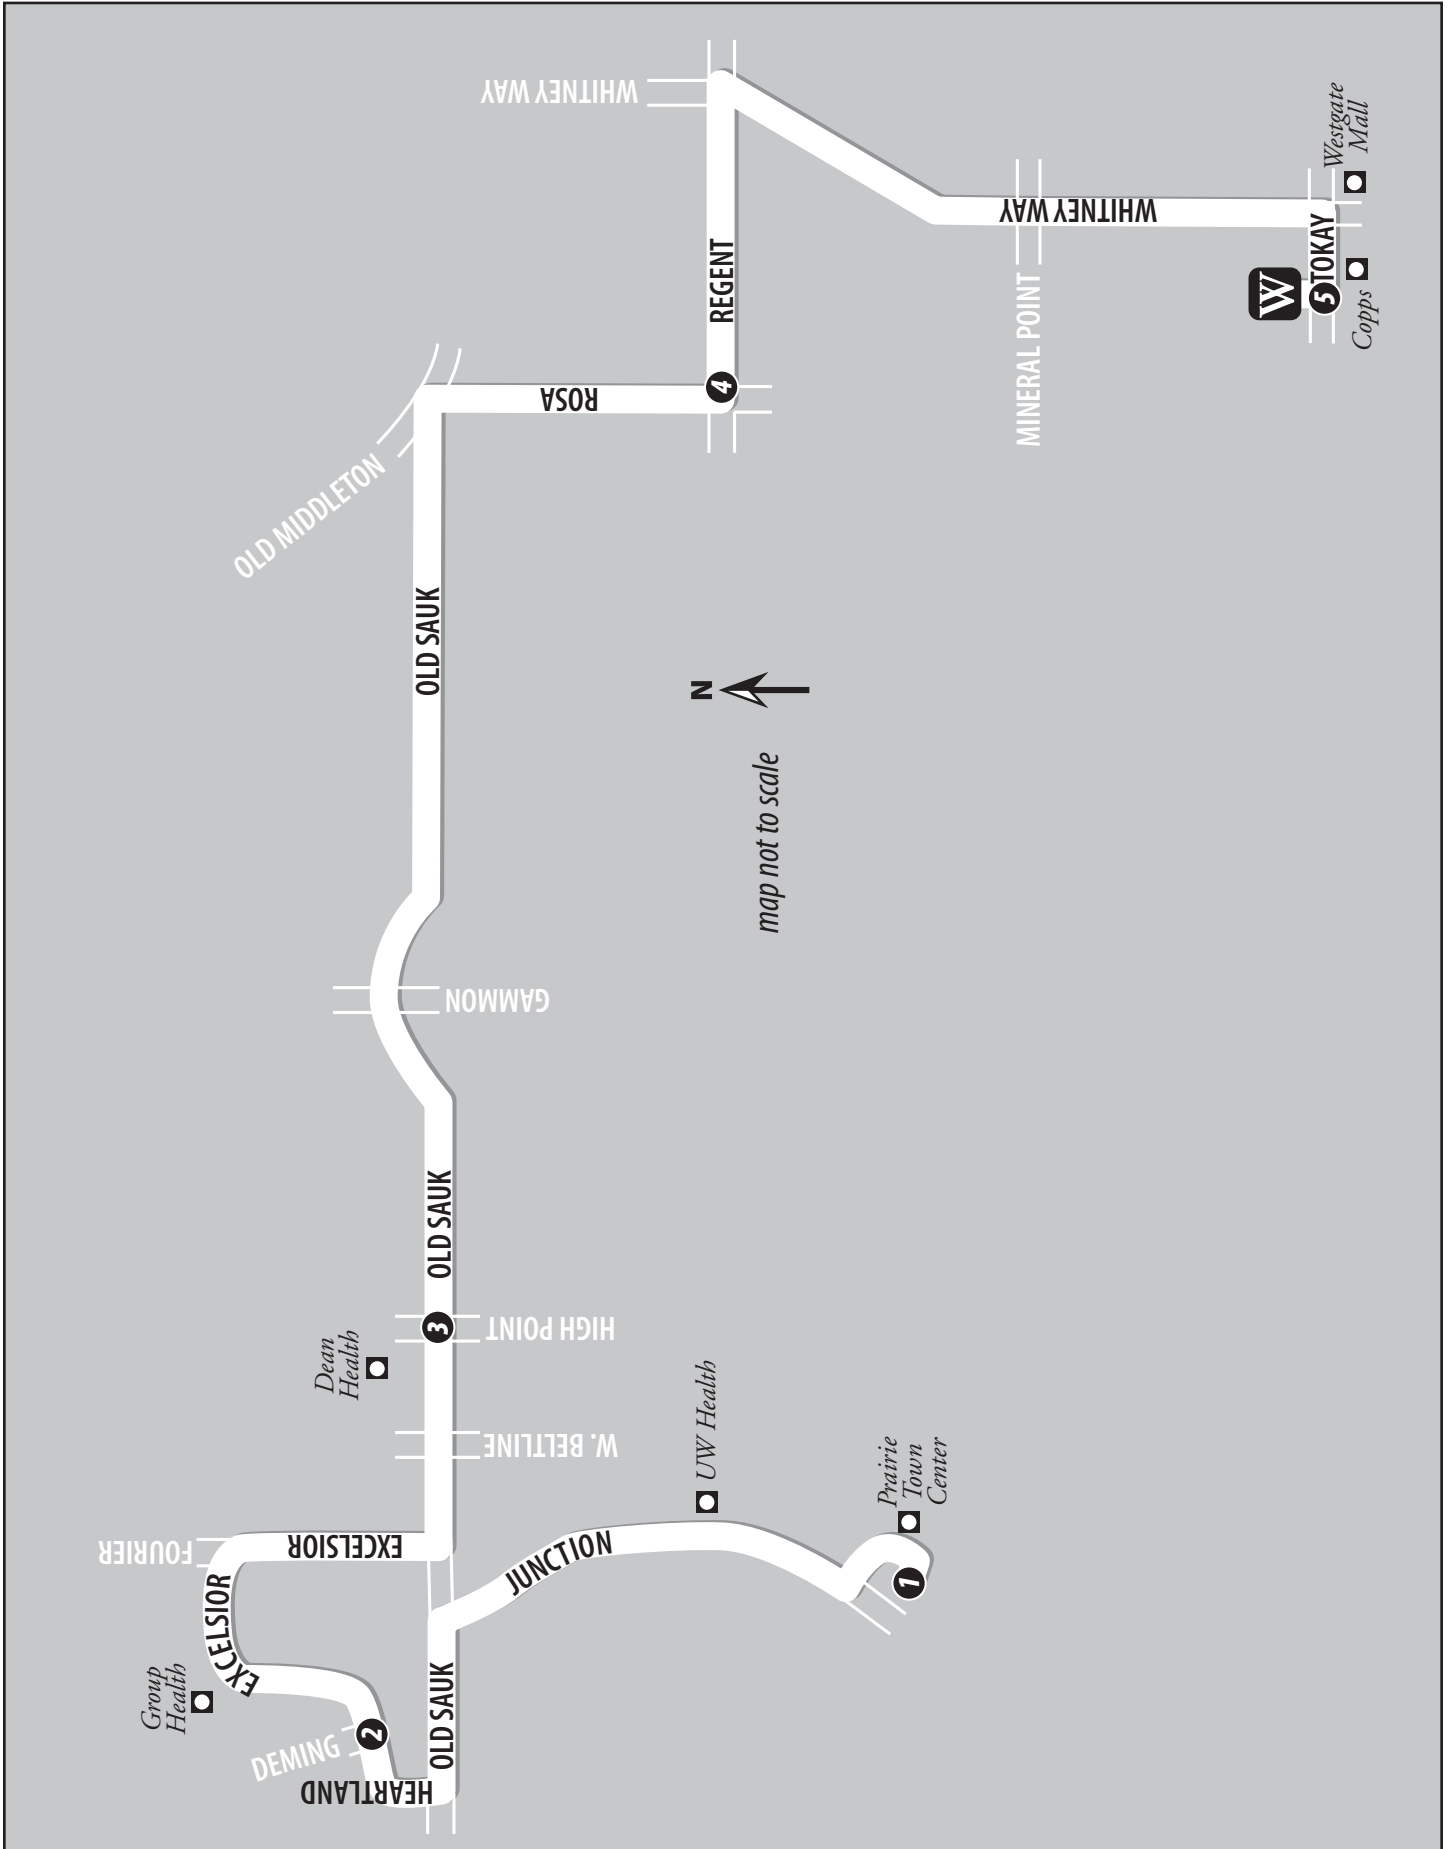 WHITNEY WAY
Westgate
Mall
WHITNEY WAY
TOKAY
W
5
Copps
REGENT
MINERAL POINT
4
ROSA
OLD MIDDLETON
OLD SAUK
N
map not to scale
GAMMON
OLD SAUK
3
HIGH POINT
Dean
Health
W. BELTLINE
UW Health
Prairie
Town
Center
1
JUNCTION
FOURIER
EXCELSIOR
EXCELSIOR
Group
Health
DEMING
2
OLD SAUK
HEARTLAND